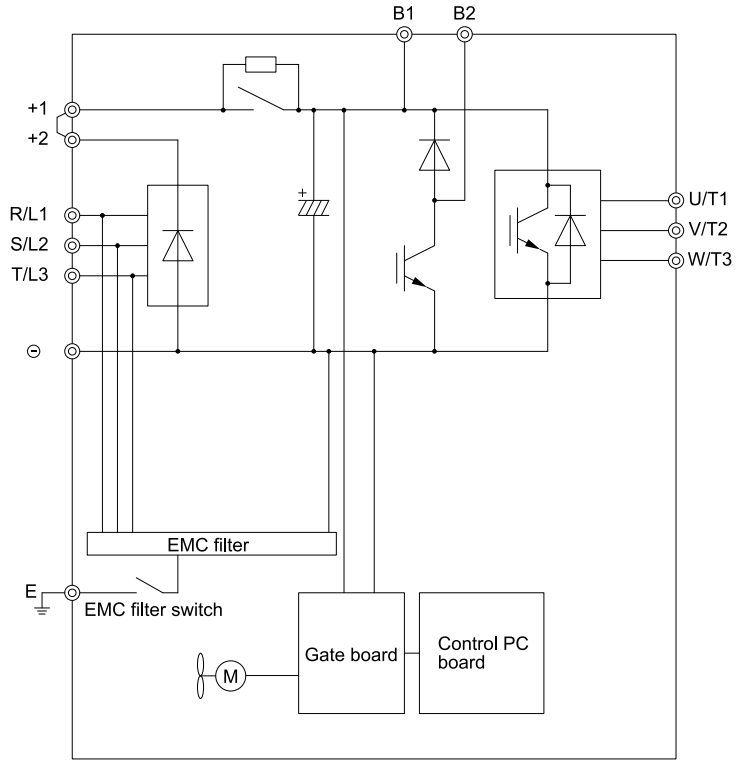 B1
B2
+1
+2
+
R/L1
S/L2
T/L3
U/T1
V/T2
W/T3
⊖
EMC filter
E
EMC filter switch
Gate board
Control PC
board
M